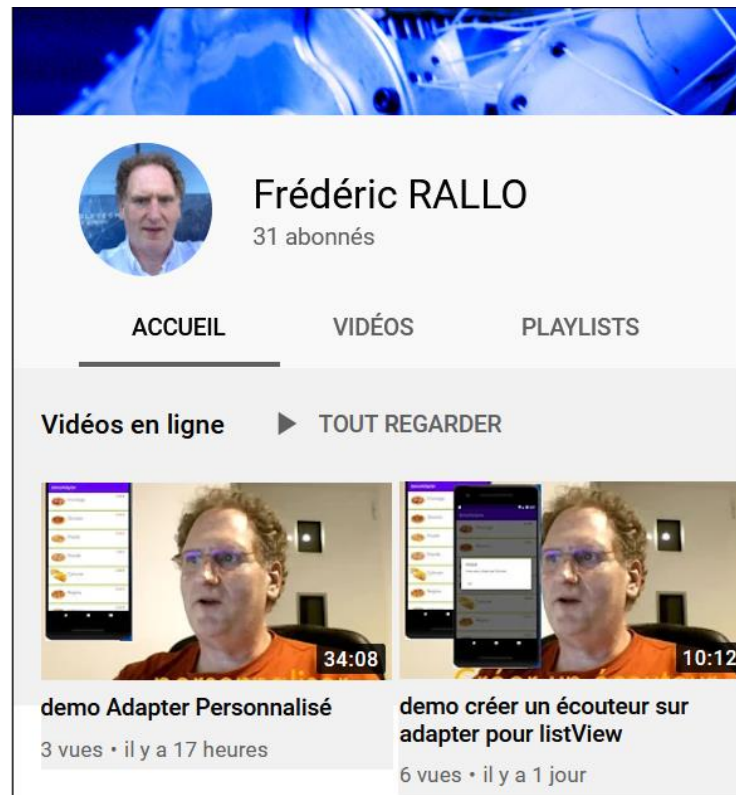 Frédéric RALLO
31 abonnés
ACCUEIL
VIDÉOS
PLAYLISTS
Vidéos en ligne
TOUT REGARDER
34:08
10:12
demo Adapter Personnalisé
3 vues • il y a 17 heures
demo créer un écouteur sur
adapter pour listView
6 vues • il y a 1 jour